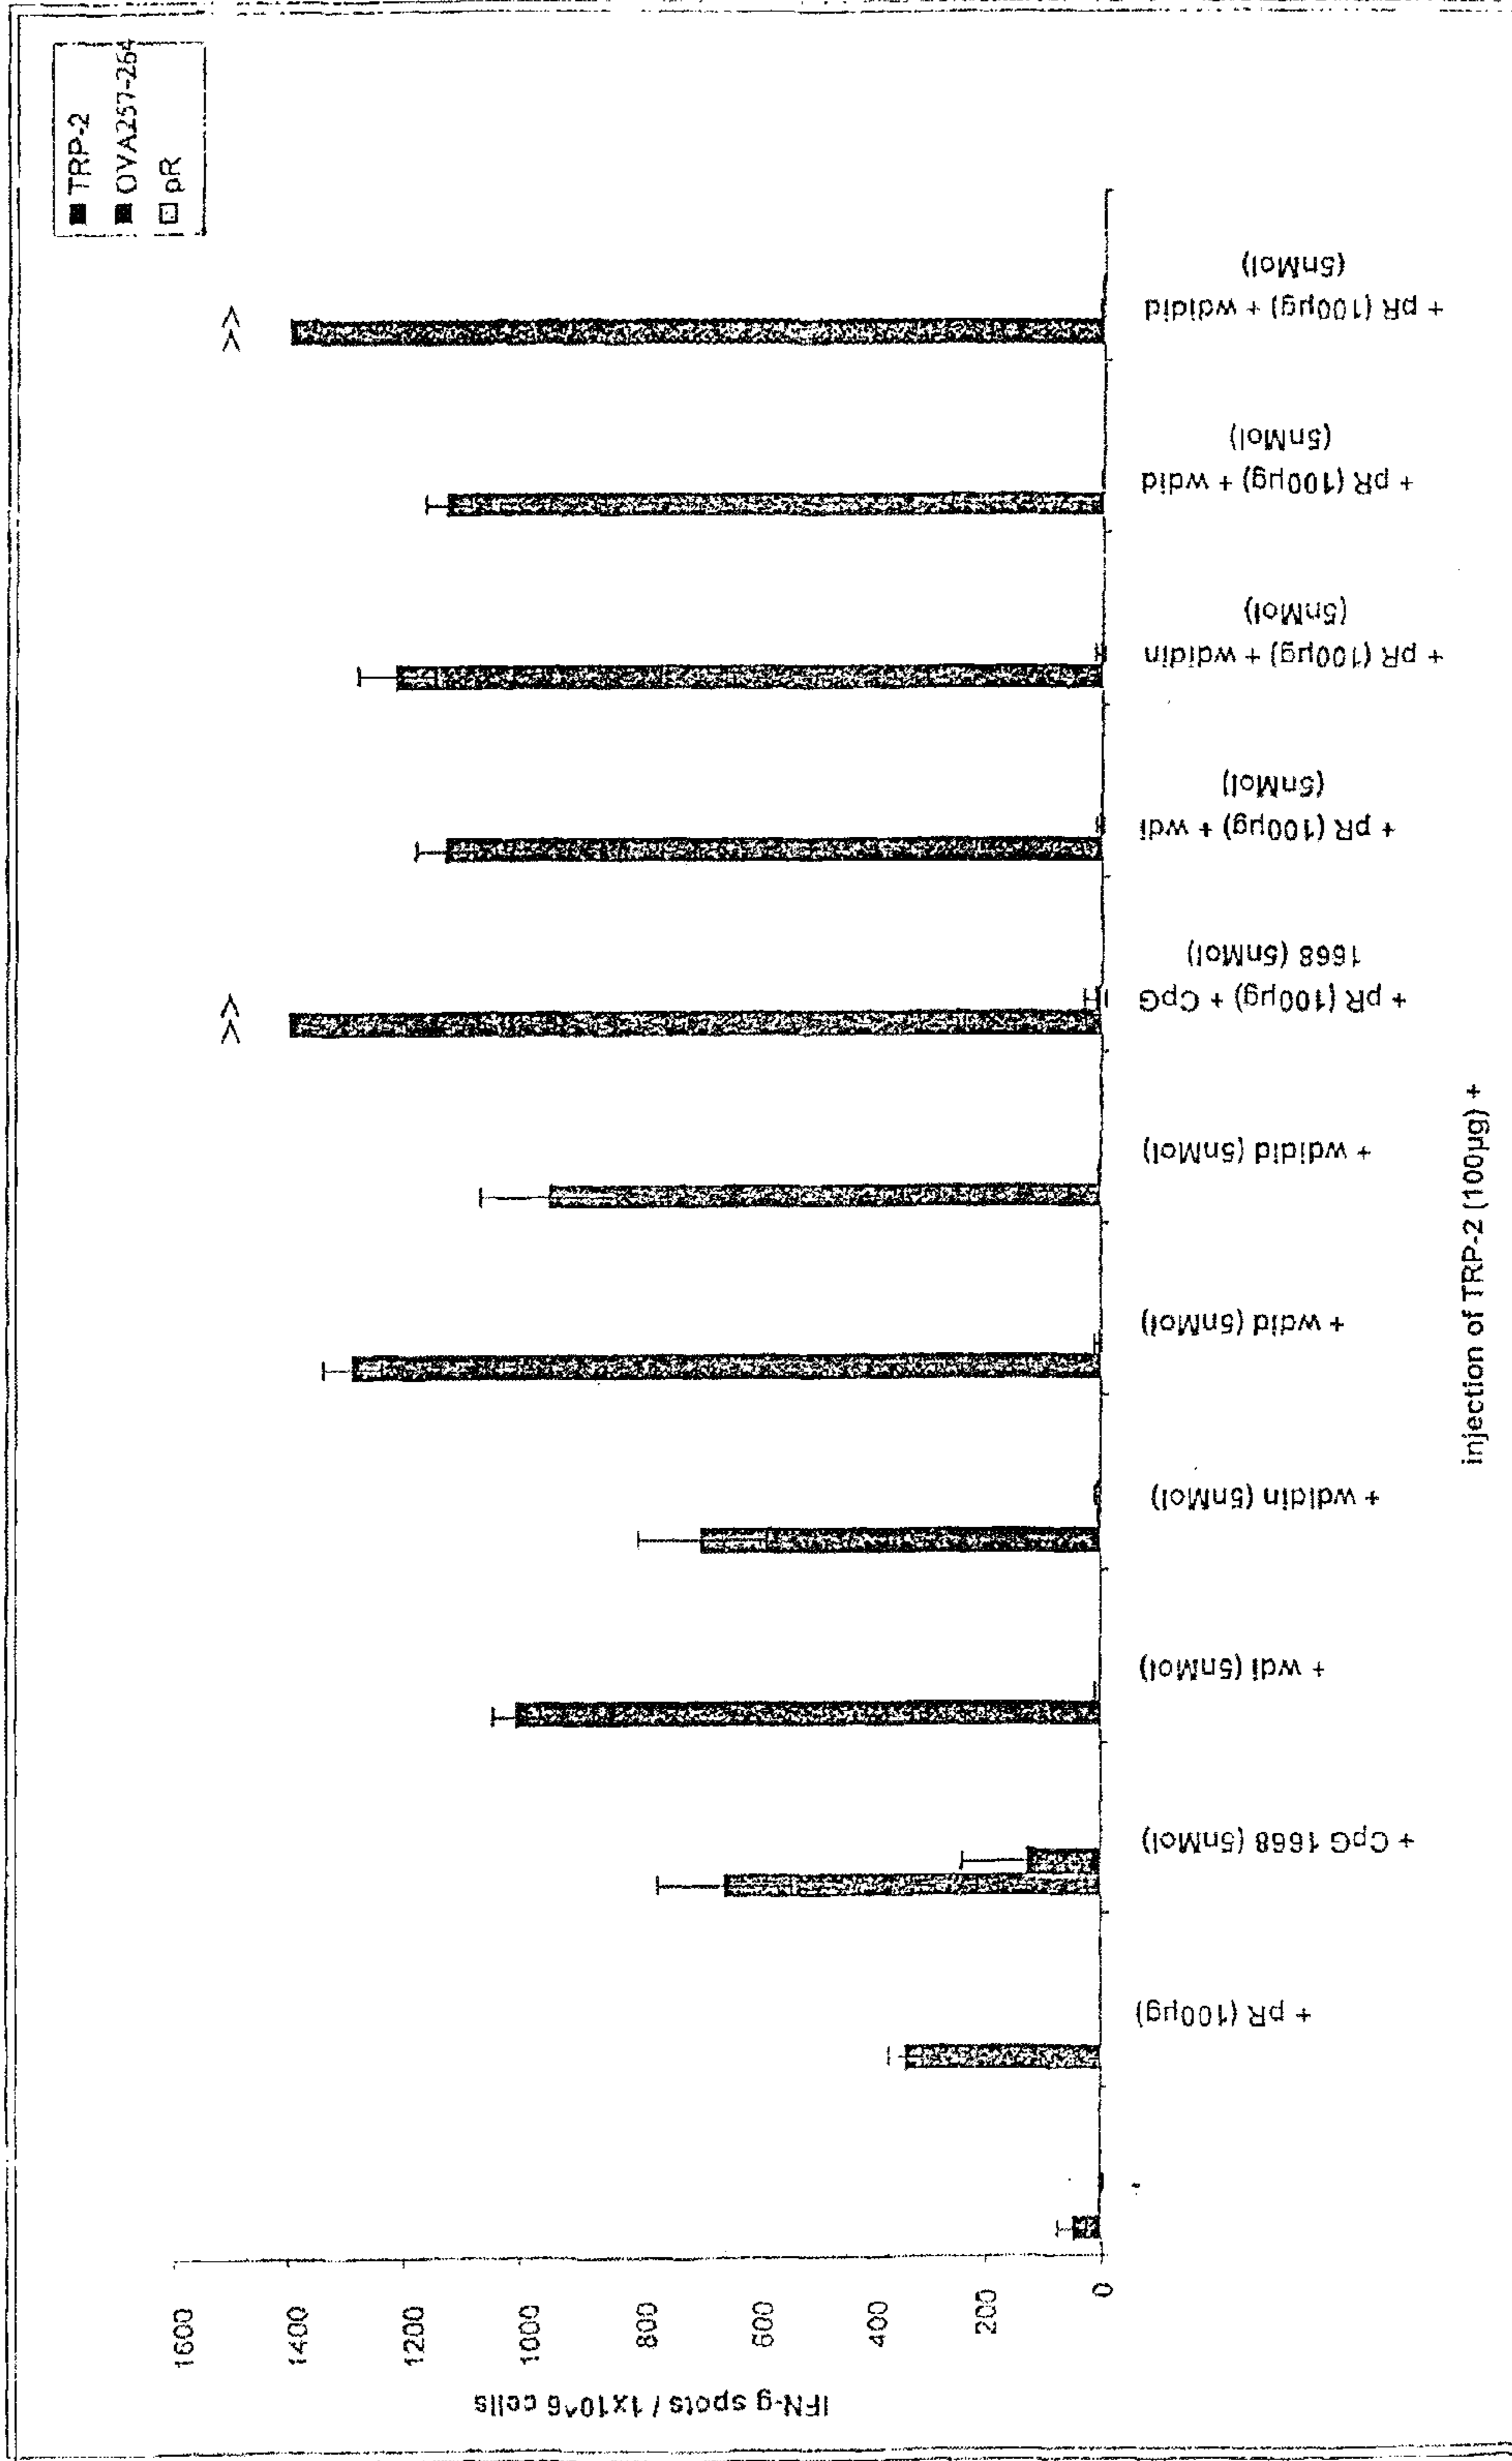 TRP-2
OVA257-264
pR
IFN-g spots / 1x10^6 cells
1600
1400
1200
1000
800
600
400
200
0
+ pR (100µg)
+ CpG 1668 (5nMol)
+ wdi (5nMol)
+ wdidin (5nMol)
+ wdid (5nMol)
+ wdidid (5nMol)
+ pR (100µg) + CpG
1668 (5nMol)
+ pR (100µg) + wdi
(5nMol)
+ pR (100µg) + wdidin
(5nMol)
+ pR (100µg) + wdid
(5nMol)
+ pR (100µg) + wdidid
(5nMol)
>>
>>
injection of TRP-2 (100µg) +